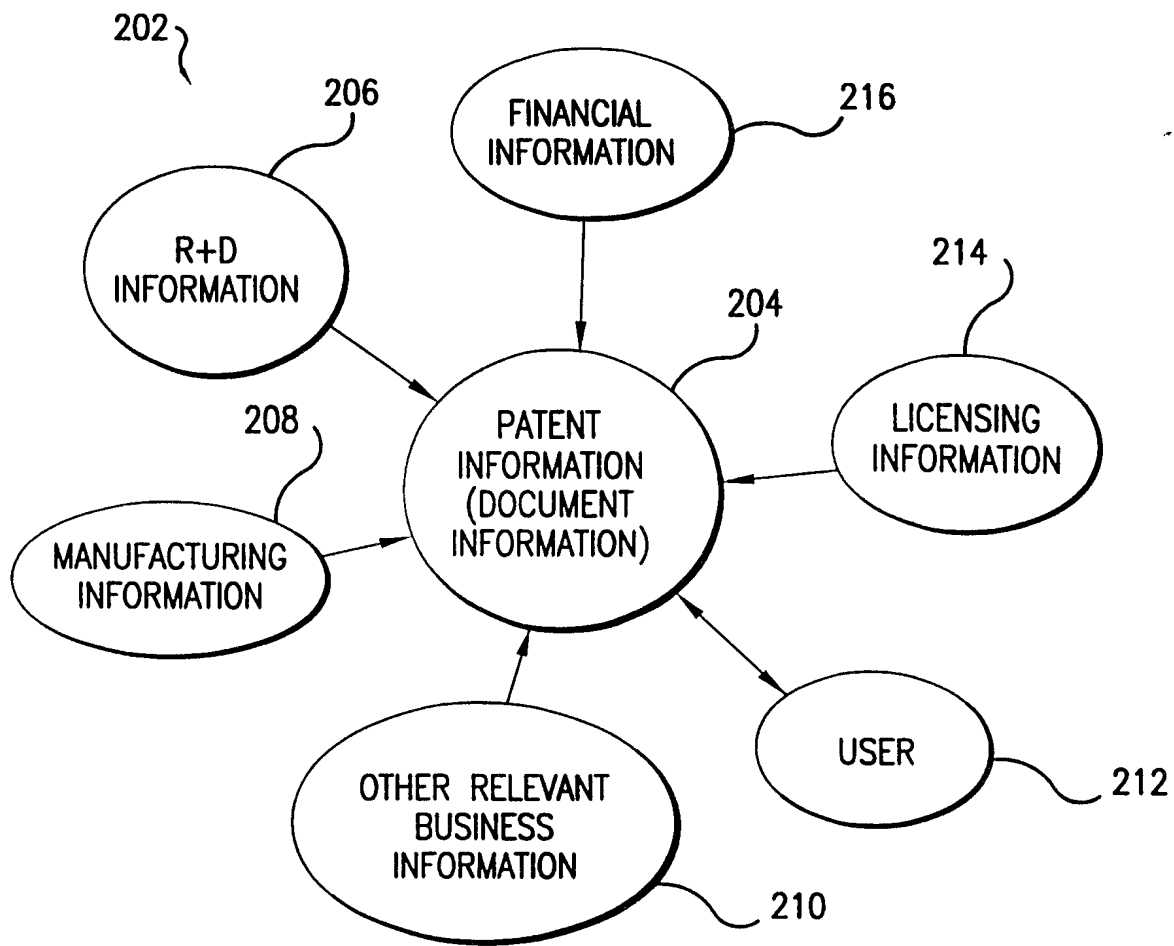 202
206
FINANCIAL
INFORMATION
216
R+D
INFORMATION
214
204
LICENSING
INFORMATION
PATENT
INFORMATION
(DOCUMENT
INFORMATION)
208
MANUFACTURING
INFORMATION
USER
212
OTHER RELEVANT
BUSINESS
INFORMATION
210